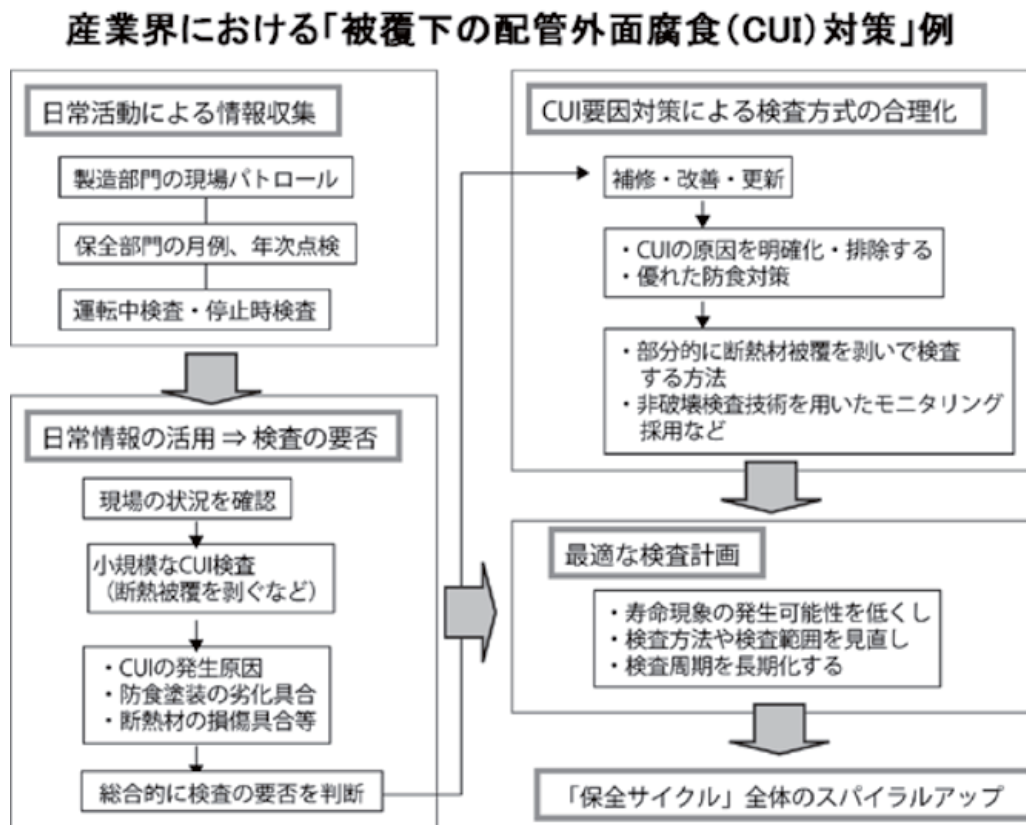 産業界における「被覆下の配管外面腐食(CUI)対策」例
日常活動による情報収集
製造部門の現場パトロール
保全部門の月例、年次点検
運転中検査・停止時検査
日常情報の活用 ⇒ 検査の要否
現場の状況を確認
小規模なCUI検査
(断熱被覆を剥ぐなど)
・CUIの発生原因
・防食塗装の劣化具合
・断熱材の損傷具合等
総合的に検査の要否を判断
CUI要因対策による検査方式の合理化
補修・改善・更新
・CUIの原因を明確化・排除する
・優れた防食対策
・部分的に断熱材被覆を剥いで検査
する方法
・非破壊検査技術を用いたモニタリング
採用など
最適な検査計画
・寿命現象の発生可能性を低くし
・検査方法や検査範囲を見直し
・検査周期を長期化する
「保全サイクル」全体のスパイラルアップ